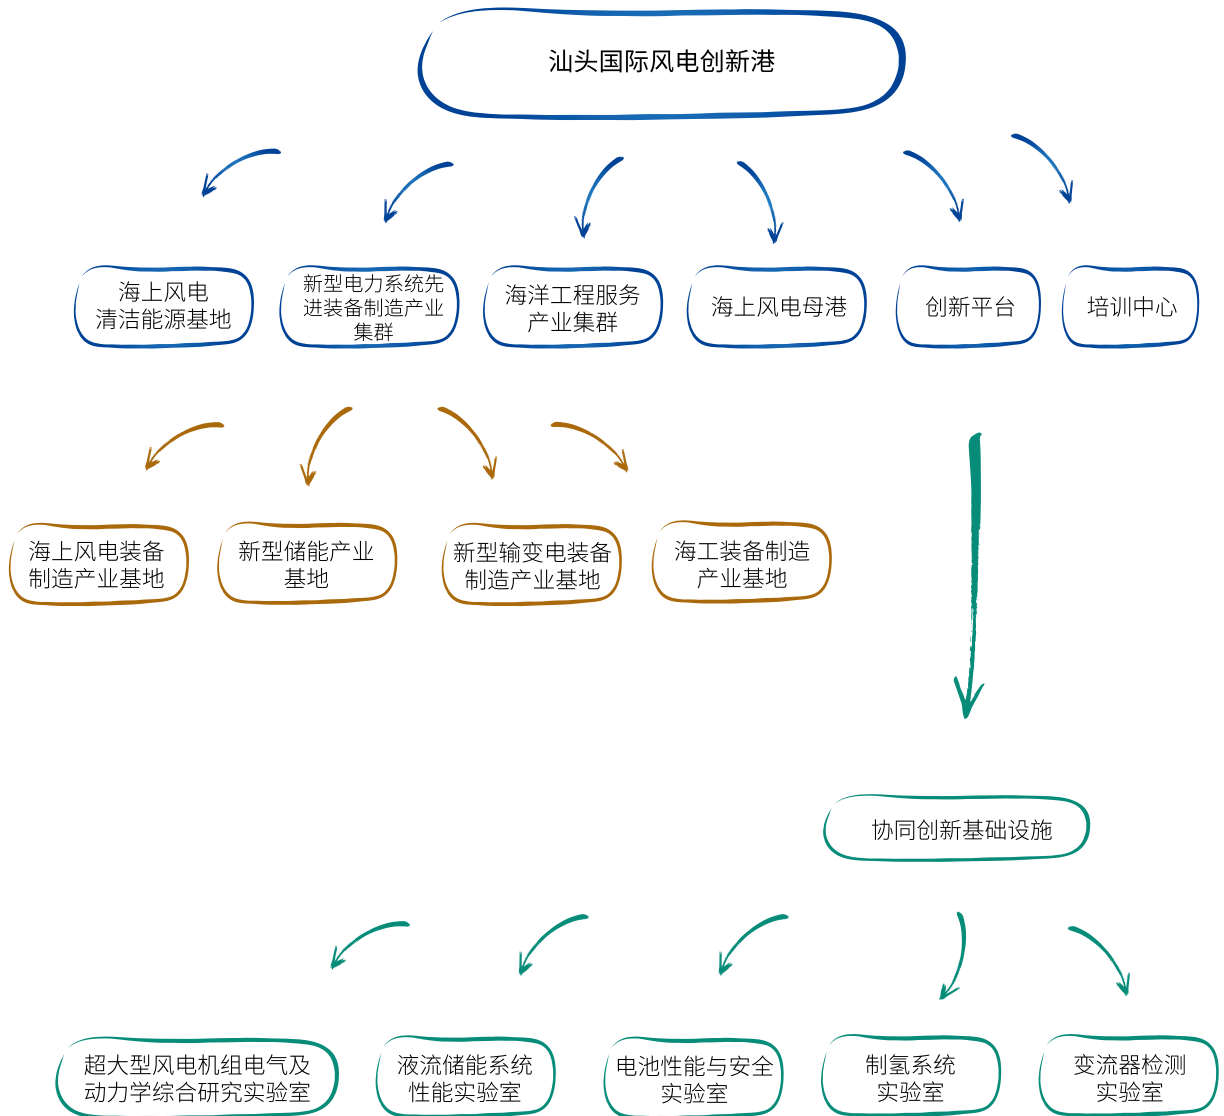 汕头国际风电创新港
海上风电
清洁能源基地
新型电力系统先
进装备制造产业
集群
海洋工程服务
产业集群
海上风电母港
创新平台
培训中心
海上风电装备
制造产业基地
新型储能产业
基地
新型输变电装备
制造产业基地
海工装备制造
产业基地
协同创新基础设施
超大型风电机组电气及
动力学综合研究实验室
液流储能系统
性能实验室
电池性能与安全
实验室
制氢系统
实验室
变流器检测
实验室